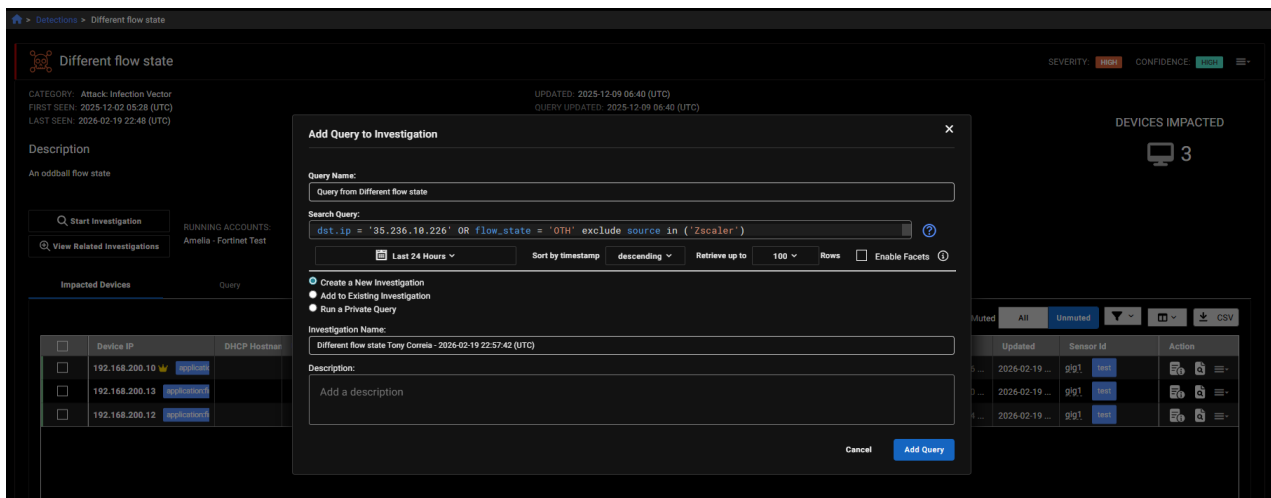 > Detections > Different flow state
Different flow state
SEVERITY: HIGH CONFIDENCE: HIGH
CATEGORY: Attack: Infection Vector
FIRST SEEN: 2025-12-02 05:28 (UTC)
LAST SEEN: 2026-02-19 22:48 (UTC)
UPDATED: 2025-12-09 06:40 (UTC)
QUERY UPDATED: 2025-12-09 06:40 (UTC)
DEVICES IMPACTED
3
Description
An oddball flow state
Start Investigation
View Related Investigations
RUNNING ACCOUNTS:
Amelia - Fortinet Test
Impacted Devices Query
Add Query to Investigation
Query Name:
Query from Different flow state
Search Query:
dst.ip = '35.236.10.226' OR flow_state = 'OTH' exclude source in ('Zscaler')
Last 24 Hours Sort by timestamp descending Retrieve up to 100 Rows Enable Facets
Create a New Investigation
Add to Existing Investigation
Run a Private Query
Investigation Name:
Different flow state Tony Correia - 2026-02-19 22:57:42 (UTC)
Description:
Add a description
Cancel Add Query
Muted All Unmuted CSV
Device IP DHCP Hostnar Updated Sensor Id Action
192.168.200.10 applicatio 2026-02-19 ... gig1 test
192.168.200.13 application:fi 2026-02-19 ... gig1 test
192.168.200.12 application:fi 2026-02-19 ... gig1 test